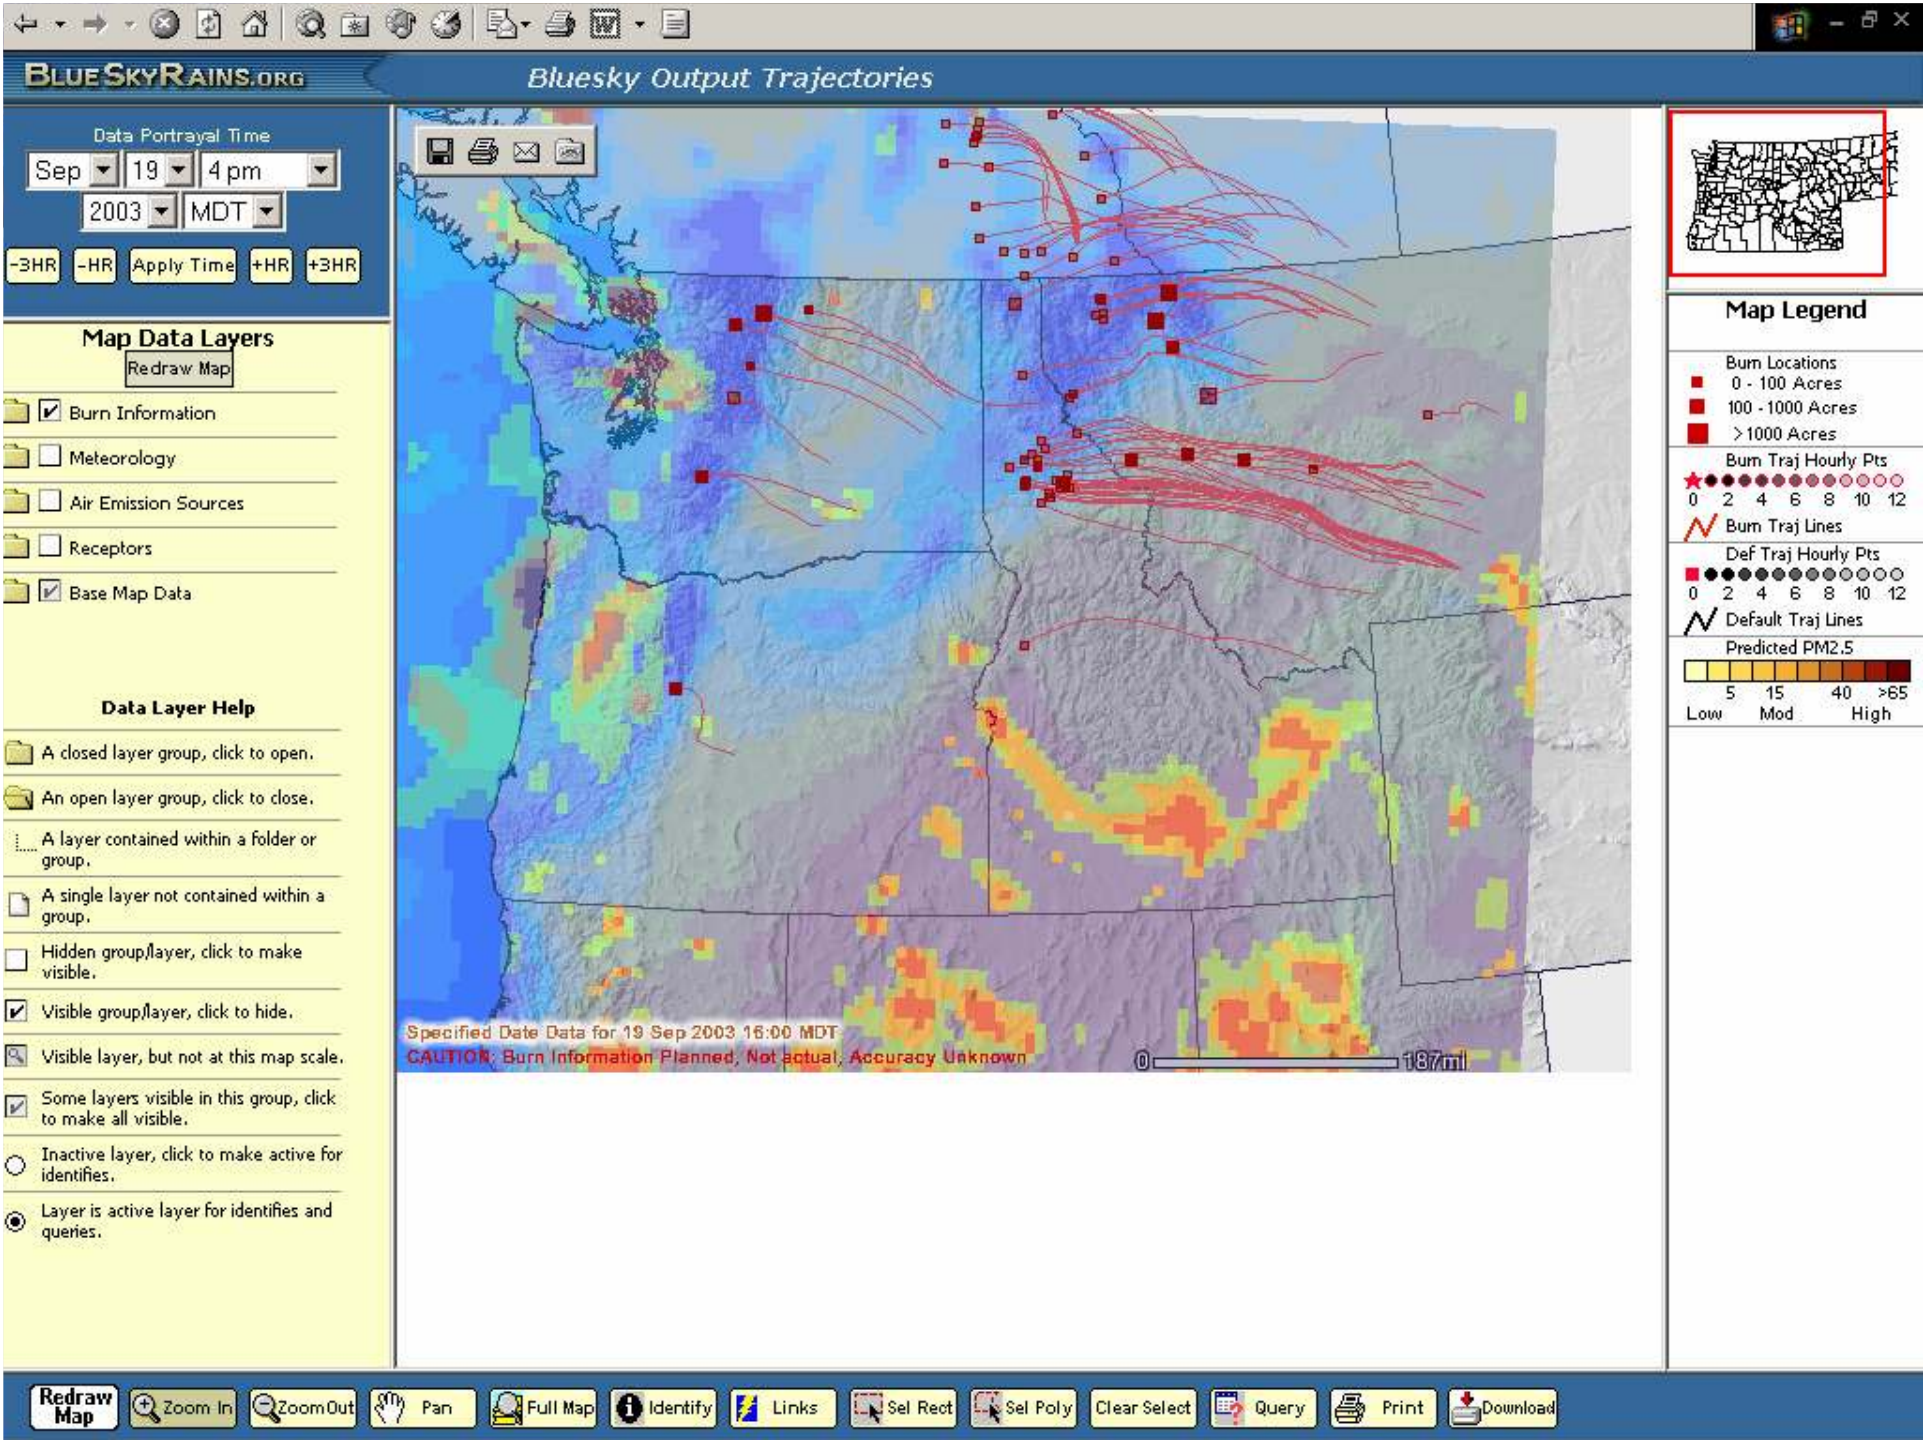 BLUESKYRAINS.ORG
Bluesky Output Trajectories
Data Portrayal Time
Sep 19 4 pm
2003 MDT
-3HR -HR Apply Time +HR +3HR
Map Data Layers
Redraw Map
Burn Information
Meteorology
Air Emission Sources
Receptors
Base Map Data
Data Layer Help
A closed layer group, click to open.
An open layer group, click to close.
A layer contained within a folder or
group.
A single layer not contained within a
group.
Hidden group/layer, click to make
visible.
Visible group/layer, click to hide.
Visible layer, but not at this map scale.
Some layers visible in this group, click
to make all visible.
Inactive layer, click to make active for
identifies.
Layer is active layer for identifies and
queries.
Specified Date Data for 19 Sep 2003 16:00 MDT
CAUTION: Burn Information Planned, Not actual, Accuracy Unknown
0 187mi
Map Legend
Burn Locations
0 - 100 Acres
100 - 1000 Acres
>1000 Acres
Burn Traj Hourly Pts
0 2 4 6 8 10 12
Burn Traj Lines
Def Traj Hourly Pts
0 2 4 6 8 10 12
Default Traj Lines
Predicted PM2.5
5 15 40 >65
Low Mod High
Redraw
Map
Zoom In
Zoom Out
Pan
Full Map
Identify
Links
Sel Rect
Sel Poly
Clear Select
Query
Print
Download